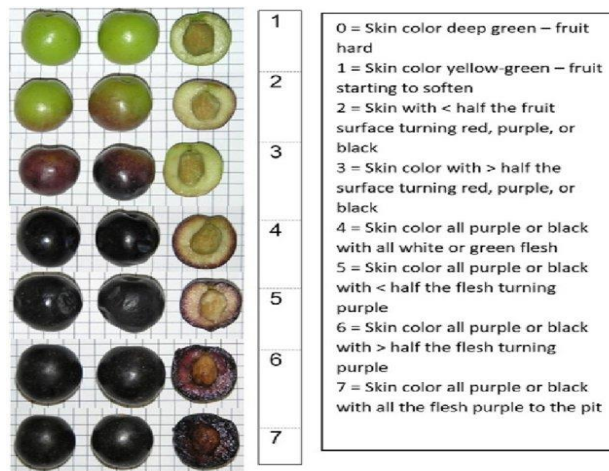 1
2
3
4
5
6
7
0 = Skin color deep green – fruit
hard
1 = Skin color yellow-green – fruit
starting to soften
2 = Skin with < half the fruit
surface turning red, purple, or
black
3 = Skin color with > half the
surface turning red, purple, or
black
4 = Skin color all purple or black
with all white or green flesh
5 = Skin color all purple or black
with < half the flesh turning
purple
6 = Skin color all purple or black
with > half the flesh turning
purple
7 = Skin color all purple or black
with all the flesh purple to the pit